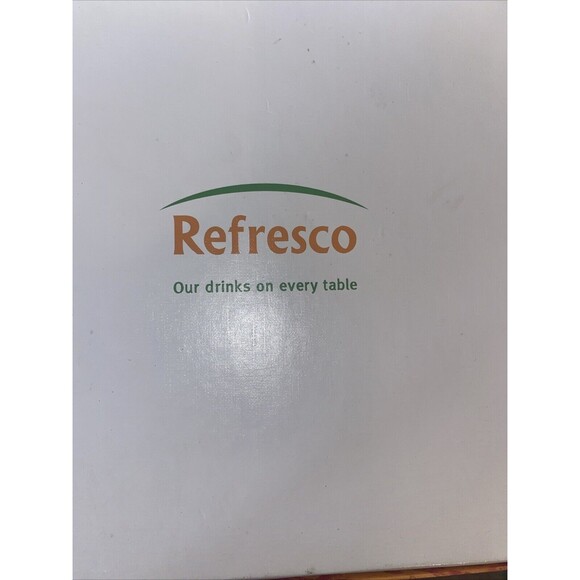 Refresco
Our drinks on every table